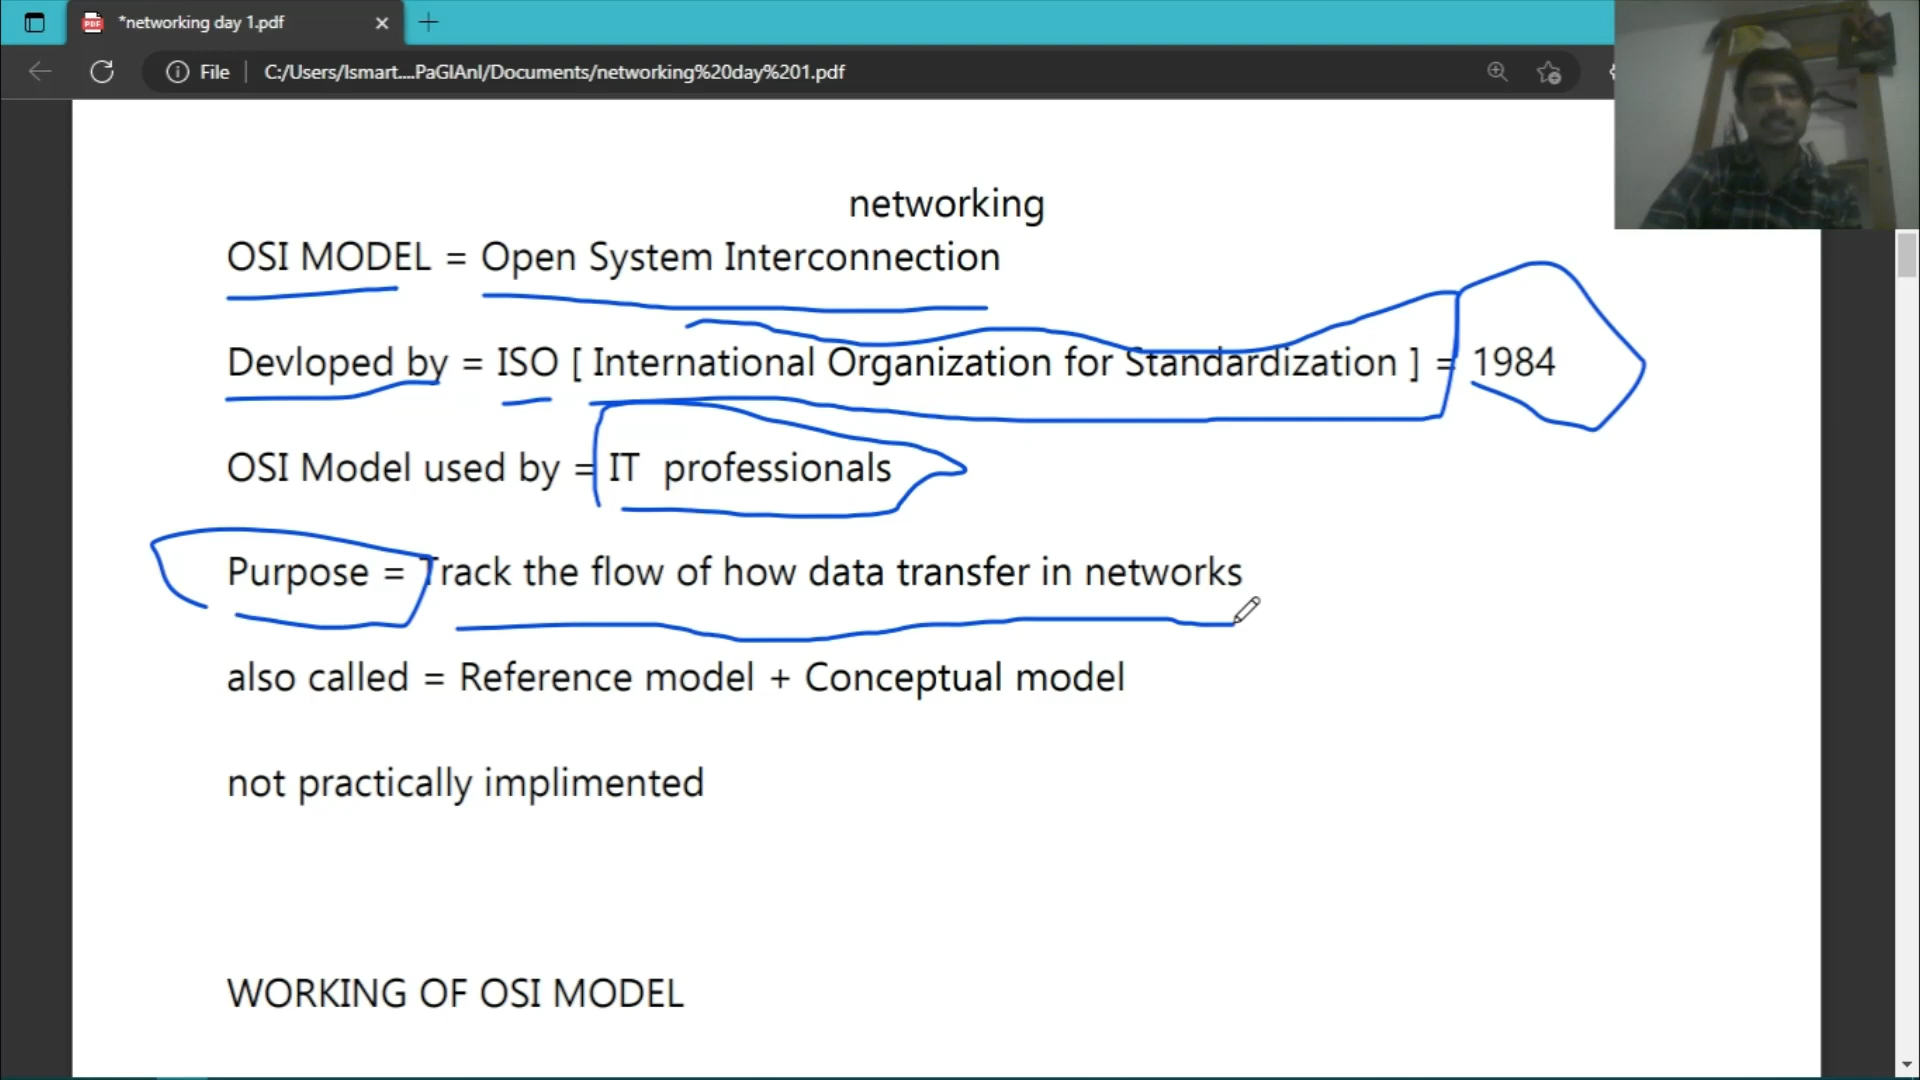 *networking day 1.pdf
File C:/Users/Ismart....PaGlAnI/Documents/networking%20day%201.pdf
networking
OSI MODEL = Open System Interconnection
Devloped by = ISO [ International Organization for Standardization ] = 1984
OSI Model used by = IT professionals
Purpose = Track the flow of how data transfer in networks
also called = Reference model + Conceptual model
not practically implimented
WORKING OF OSI MODEL